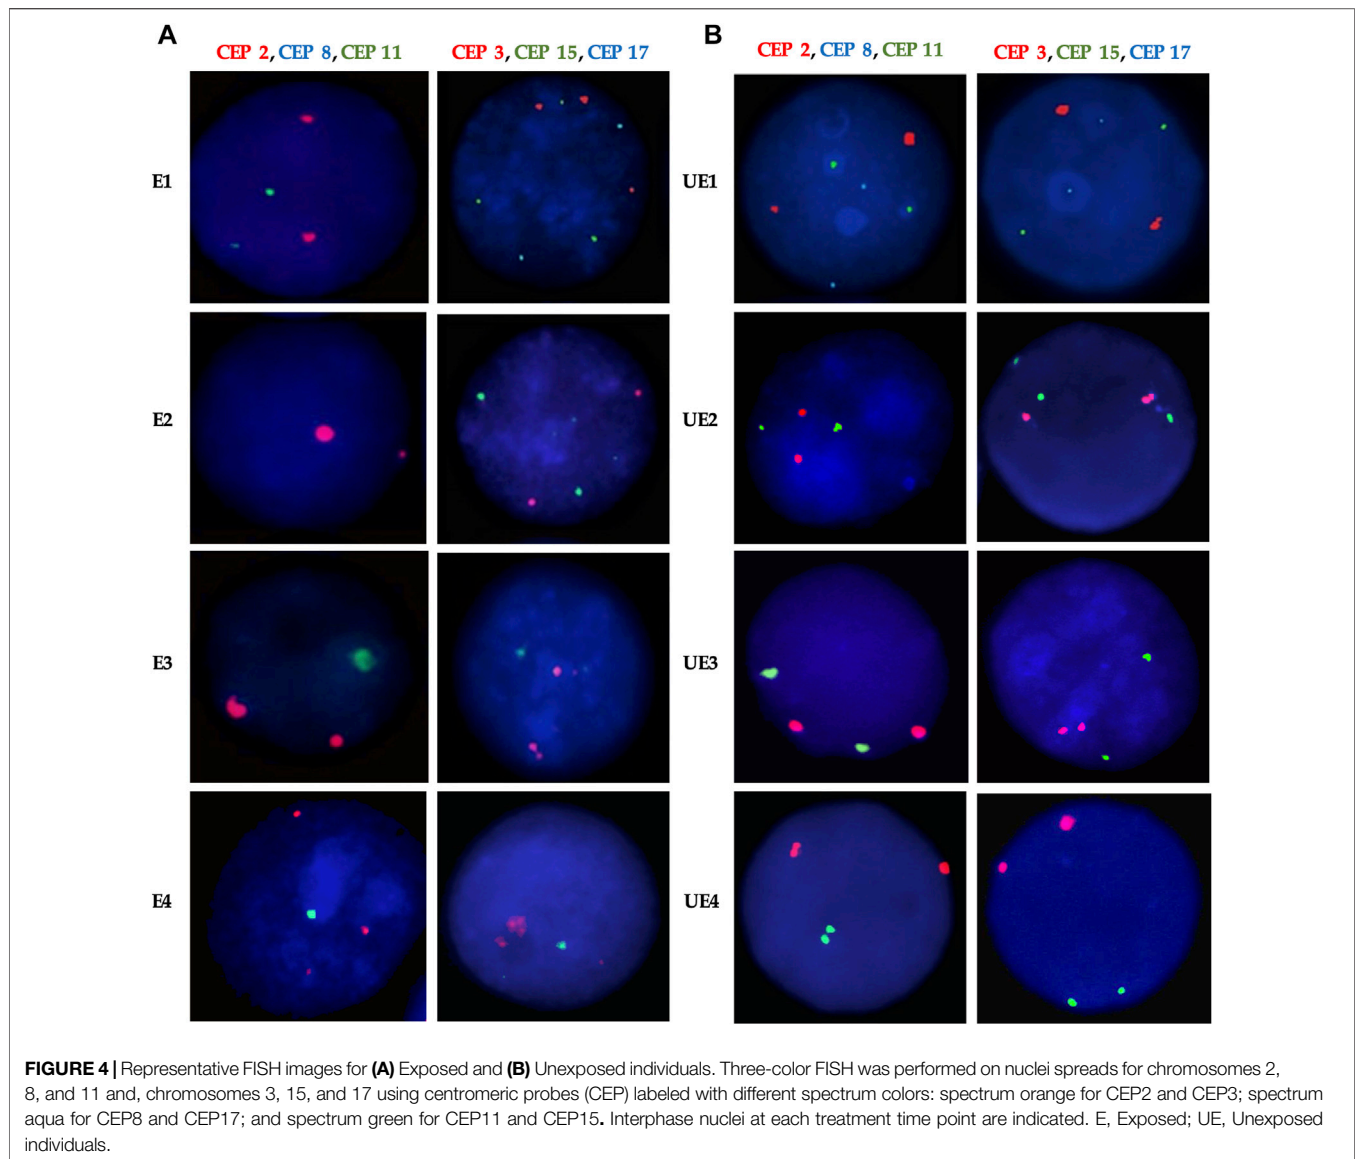 A
B
CEP 2, CEP 8, CEP 11
CEP 3, CEP 15, CEP 17
CEP 2, CEP 8, CEP 11
CEP 3, CEP 15, CEP 17
E1
UE1
E2
UE2
E3
UE3
E4
UE4
FIGURE 4 | Representative FISH images for (A) Exposed and (B) Unexposed individuals. Three-color FISH was performed on nuclei spreads for chromosomes 2,
8, and 11 and, chromosomes 3, 15, and 17 using centromeric probes (CEP) labeled with different spectrum colors: spectrum orange for CEP2 and CEP3; spectrum
aqua for CEP8 and CEP17; and spectrum green for CEP11 and CEP15. Interphase nuclei at each treatment time point are indicated. E, Exposed; UE, Unexposed
individuals.